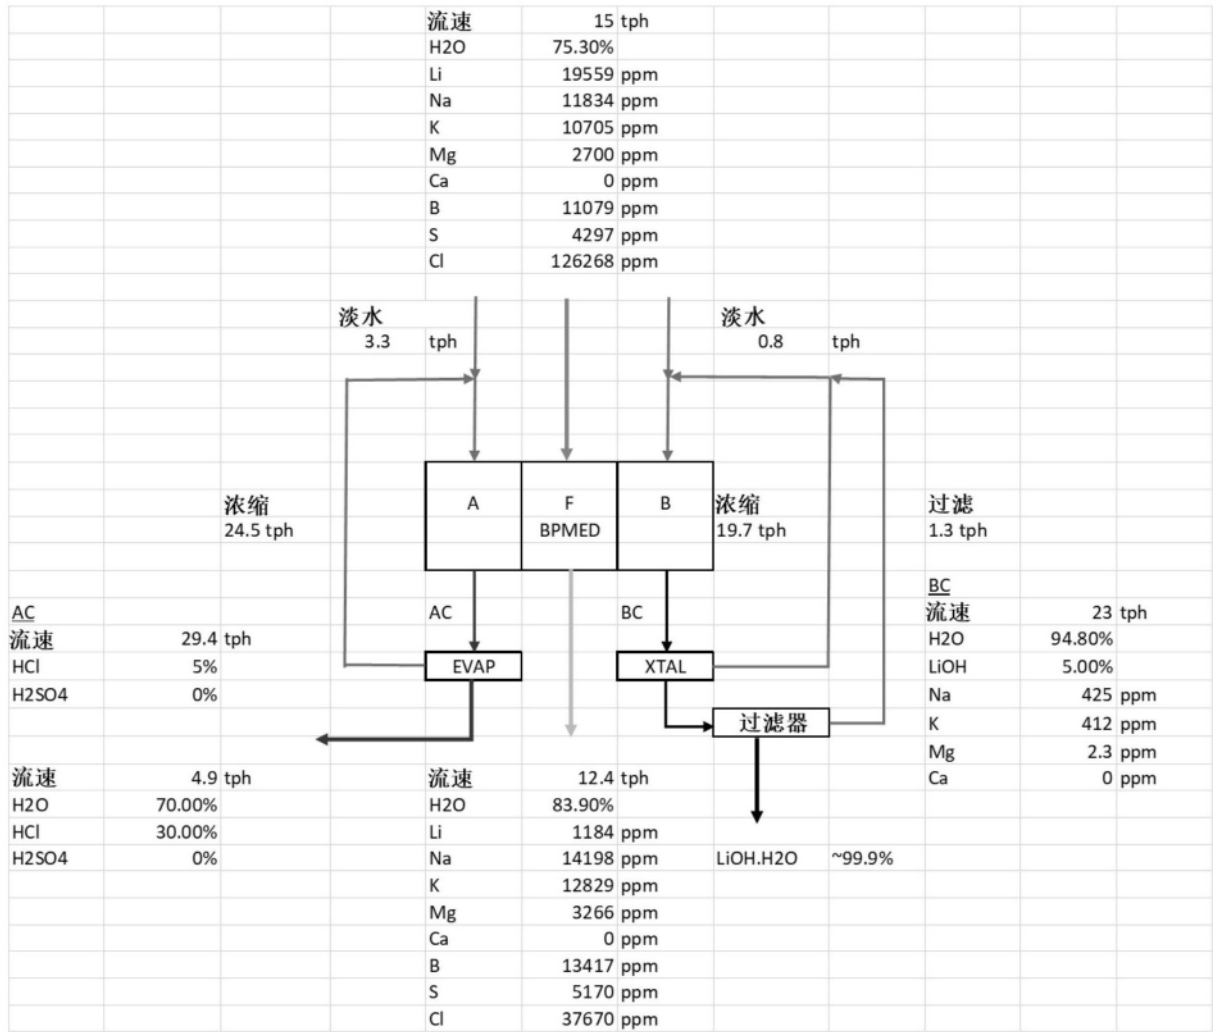 流速 15 tph
H2O 75.30%
Li 19559 ppm
Na 11834 ppm
K 10705 ppm
Mg 2700 ppm
Ca 0 ppm
B 11079 ppm
S 4297 ppm
Cl 126268 ppm
淡水 淡水
3.3 tph 0.8 tph
A F B
BPMED
浓缩 浓缩 过滤
24.5 tph 19.7 tph 1.3 tph
BC
AC AC BC 流速 23 tph
流速 29.4 tph H2O 94.80%
HCl 5% EVAP XTAL LiOH 5.00%
H2SO4 0% Na 425 ppm
过滤器 K 412 ppm
Mg 2.3 ppm
流速 4.9 tph 流速 12.4 tph Ca 0 ppm
H2O 70.00% H2O 83.90%
HCl 30.00% Li 1184 ppm
H2SO4 0% Na 14198 ppm LiOH.H2O ~99.9%
K 12829 ppm
Mg 3266 ppm
Ca 0 ppm
B 13417 ppm
S 5170 ppm
Cl 37670 ppm